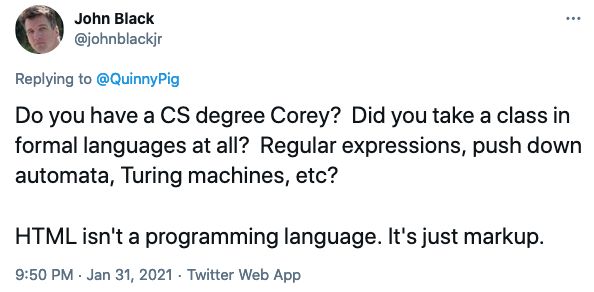 John Black
@johnblackjr
Replying to @QuinnyPig
Do you have a CS degree Corey?  Did you take a class in
formal languages at all?  Regular expressions, push down
automata, Turing machines, etc?
HTML isn't a programming language. It's just markup.
9:50 PM · Jan 31, 2021 · Twitter Web App